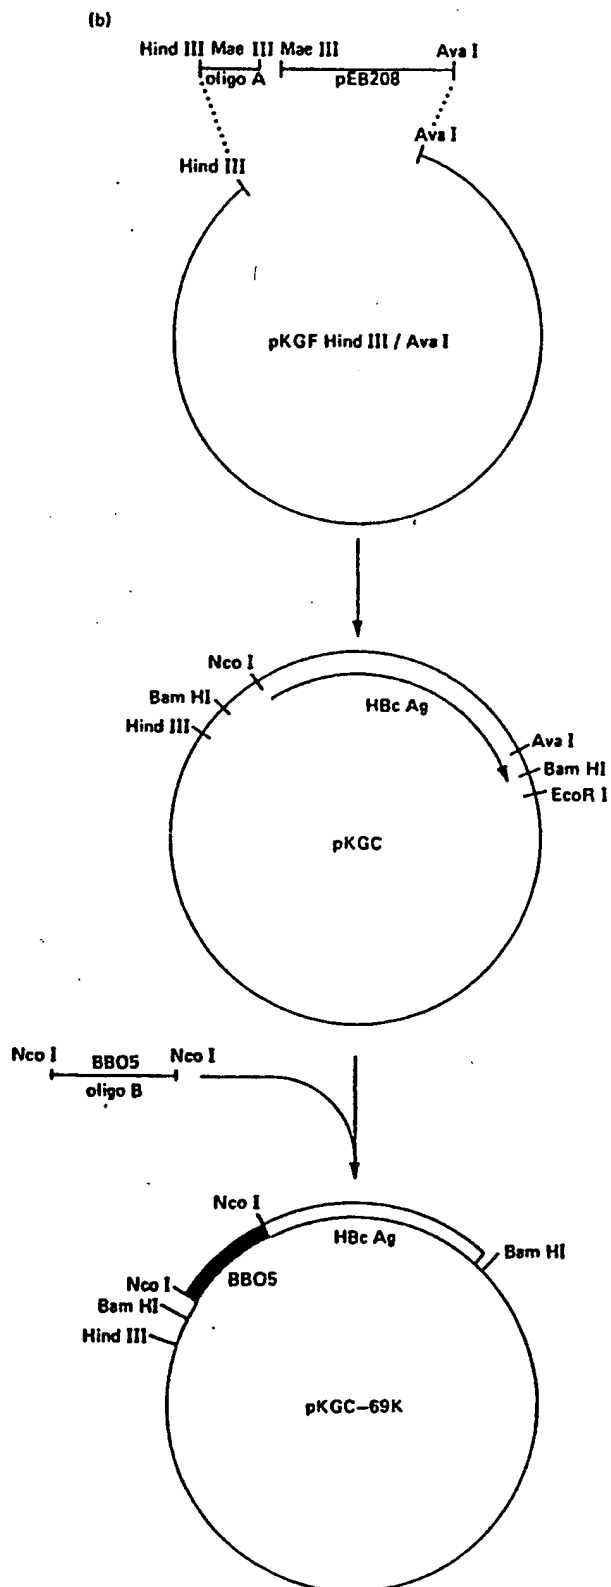 (b)
Hind III Mae III Mae III Ava I
oligo A pEB208
Ava I
Hind III
pKGF Hind III / Ava I
Nco I
Bam HI
HBc Ag
Hind III
Ava I
Bam HI
EcoR I
pKGC
Nco I BBO5 Nco I
oligo B
Nco I
HBc Ag
Bam HI
BBO5
Nco I
Bam HI
Hind III
pKGC-69K